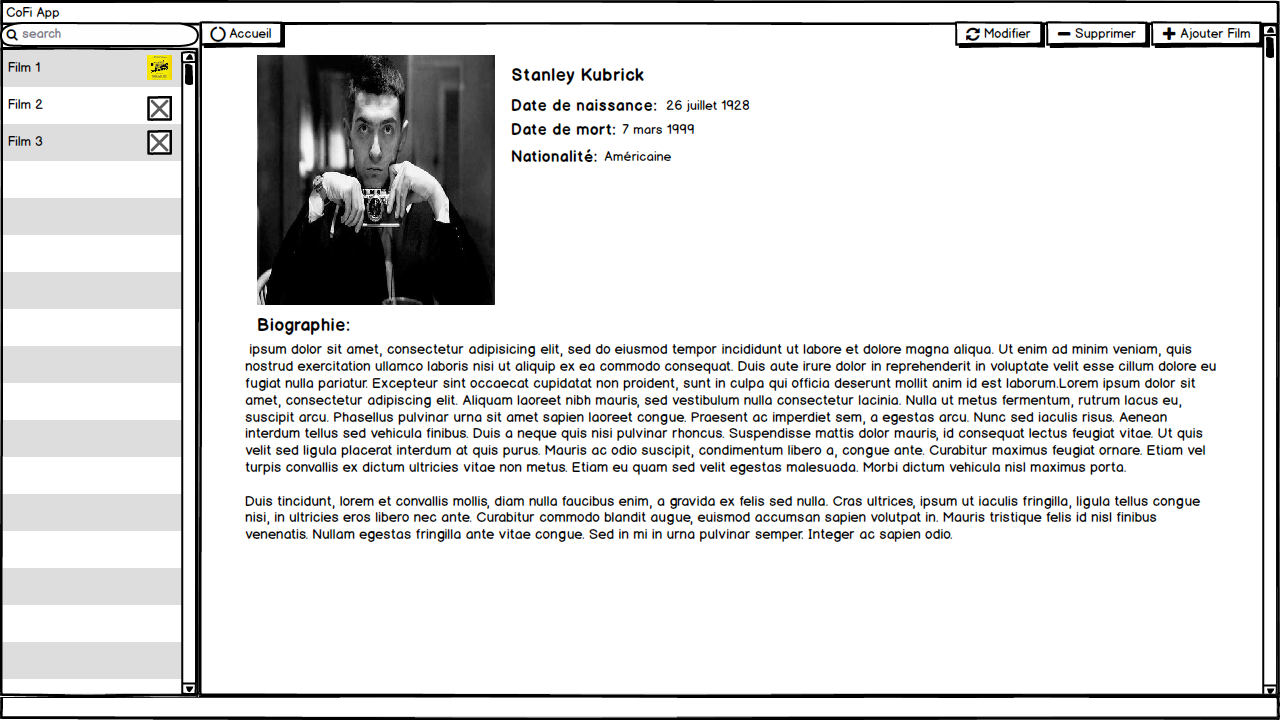 CoFi App
search
Accueil
Modifier
Supprimer
Ajouter Film
Film 1
Film 2
Film 3
Stanley Kubrick
Date de naissance: 26 juillet 1928
Date de mort: 7 mars 1999
Nationalité: Américaine
Biographie:
ipsum dolor sit amet, consectetur adipisicing elit, sed do eiusmod tempor incididunt ut labore et dolore magna aliqua. Ut enim ad minim veniam, quis
nostrud exercitation ullamco laboris nisi ut aliquip ex ea commodo consequat. Duis aute irure dolor in reprehenderit in voluptate velit esse cillum dolore eu
fugiat nulla pariatur. Excepteur sint occaecat cupidatat non proident, sunt in culpa qui officia deserunt mollit anim id est laborum.Lorem ipsum dolor sit
amet, consectetur adipiscing elit. Aliquam laoreet nibh mauris, sed vestibulum nulla consectetur lacinia. Nulla ut metus fermentum, rutrum lacus eu,
suscipit arcu. Phasellus pulvinar urna sit amet sapien laoreet congue. Praesent ac imperdiet sem, a egestas arcu. Nunc sed iaculis risus. Aenean
interdum tellus sed vehicula finibus. Duis a neque quis nisi pulvinar rhoncus. Suspendisse mattis dolor mauris, id consequat lectus feugiat vitae. Ut quis
velit sed ligula placerat interdum at quis purus. Mauris ac odio suscipit, condimentum libero a, congue ante. Curabitur maximus feugiat ornare. Etiam vel
turpis convallis ex dictum ultricies vitae non metus. Etiam eu quam sed velit egestas malesuada. Morbi dictum vehicula nisl maximus porta.
Duis tincidunt, lorem et convallis mollis, diam nulla faucibus enim, a gravida ex felis sed nulla. Cras ultrices, ipsum ut iaculis fringilla, ligula tellus congue
nisi, in ultricies eros libero nec ante. Curabitur commodo blandit augue, euismod accumsan sapien volutpat in. Mauris tristique felis id nisl finibus
venenatis. Nullam egestas fringilla ante vitae congue. Sed in mi in urna pulvinar semper. Integer ac sapien odio.